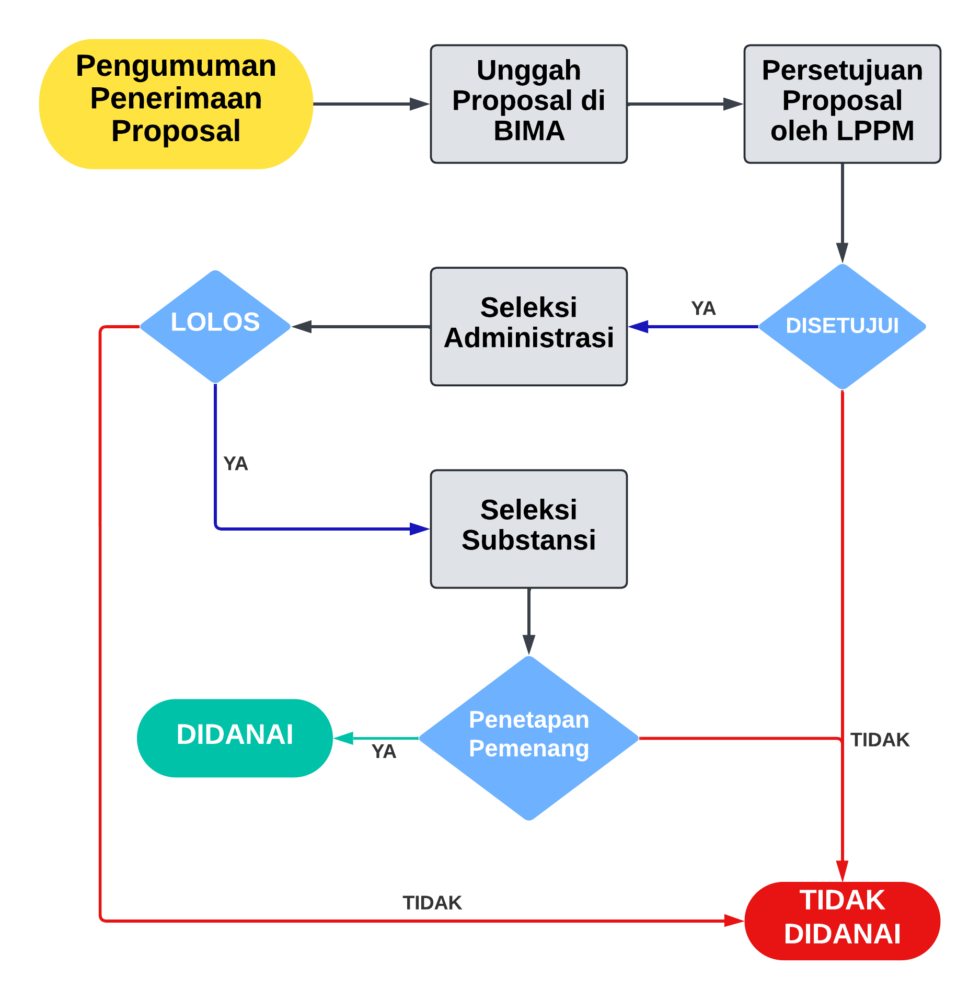 Pengumuman
Penerimaan
Proposal
Unggah
Proposal di
BIMA
Persetujuan
Proposal
oleh LPPM
LOLOS
Seleksi
Administrasi
YA
DISETUJUI
YA
Seleksi
Substansi
DIDANAI
YA
Penetapan
Pemenang
TIDAK
TIDAK
TIDAK
DIDANAI